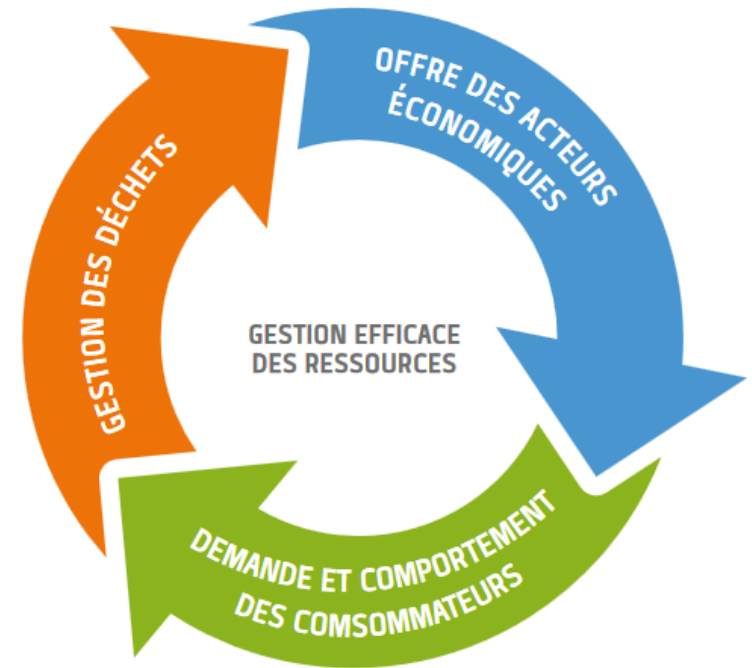 OFFRE DES ACTEURS
ÉCONOMIQUES
GESTION DES DÉCHETS
GESTION EFFICACE
DES RESSOURCES
DEMANDE ET COMPORTEMENT
DES COMSOMMATEURS